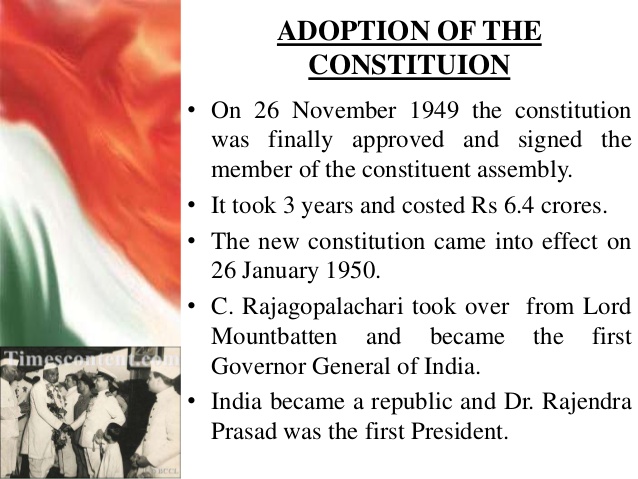 ADOPTION OF THE
CONSTITUION
• On 26 November 1949 the constitution
was finally approved and signed the
member of the constituent assembly.
• It took 3 years and costed Rs 6.4 crores.
• The new constitution came into effect on
26 January 1950.
• C. Rajagopalachari took over from Lord
Mountbatten and became the first
Governor General of India.
• India became a republic and Dr. Rajendra
Prasad was the first President.
Timescontent.com